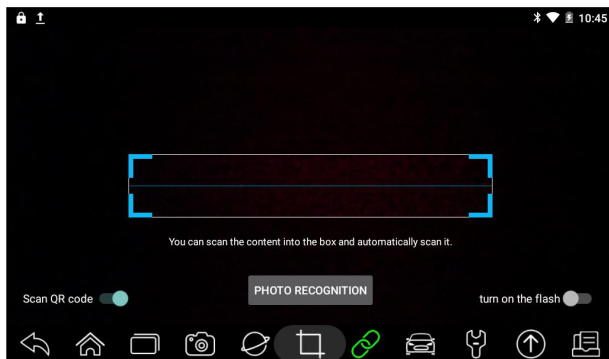 10:45
You can scan the content into the box and automatically scan it.
PHOTO RECOGNITION
Scan QR code
turn on the flash